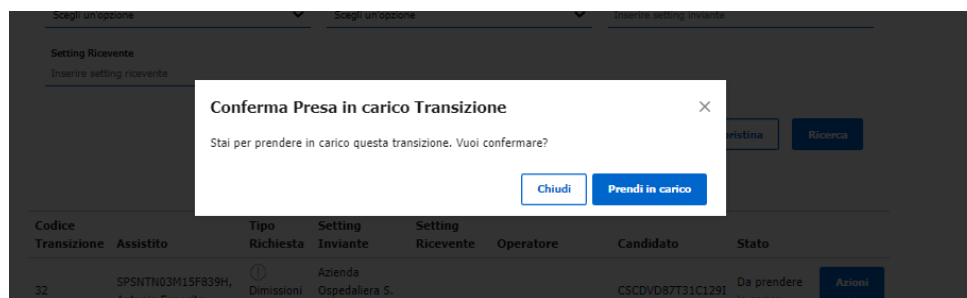 Scegli un'opzione Scegli un'opzione Inserire setting inviante
Setting Ricevente
Inserire setting ricevente
Conferma Presa in carico Transizione
Stai per prendere in carico questa transizione. Vuoi confermare?
Chiudi Prendi in carico
Ricerca
Codice Transizione Assistito Tipo Richiesta Setting Inviante Setting Ricevente Operatore Candidato Stato
32 SPSNTN03M15F839H, Dimissioni Azienda Ospedaliera S. CSCDVD87T31C129I Da prendere Azioni